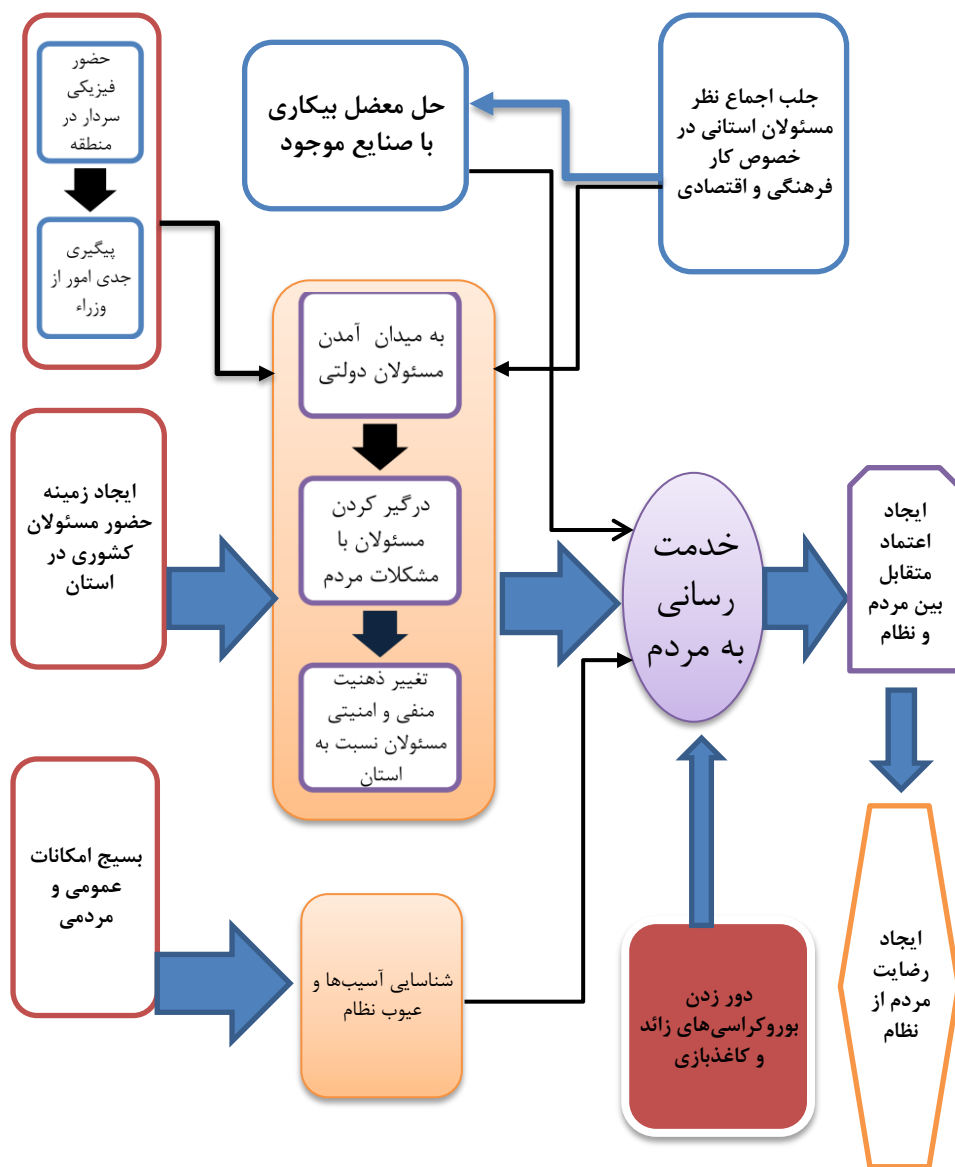 جلب اجماع نظر
مسئولان استانی در
خصوص کار
فرهنگی و اقتصادی
حل معضل بیکاری
با صنایع موجود
حضور
فیزیکی
سردار در
منطقه
پیگیری
جدی امور از
وزراء
به میدان آمدن
مسئولان دولتی
درگیر کردن
مسئولان با
مشکلات مردم
تغییر ذهنیت
منفی و امنیتی
مسئولان نسبت به
استان
ایجاد زمینه
حضور مسئولان
کشوری در
استان
خدمت
رسانی
به مردم
ایجاد
اعتماد
متقابل
بین مردم
و نظام
بسیج امکانات
عمومی و
مردمی
شناسایی آسیب‌ها و
عیوب نظام
دور زدن
بوروکراسی‌های زائد
و کاغذبازی
ایجاد
رضایت
مردم از
نظام